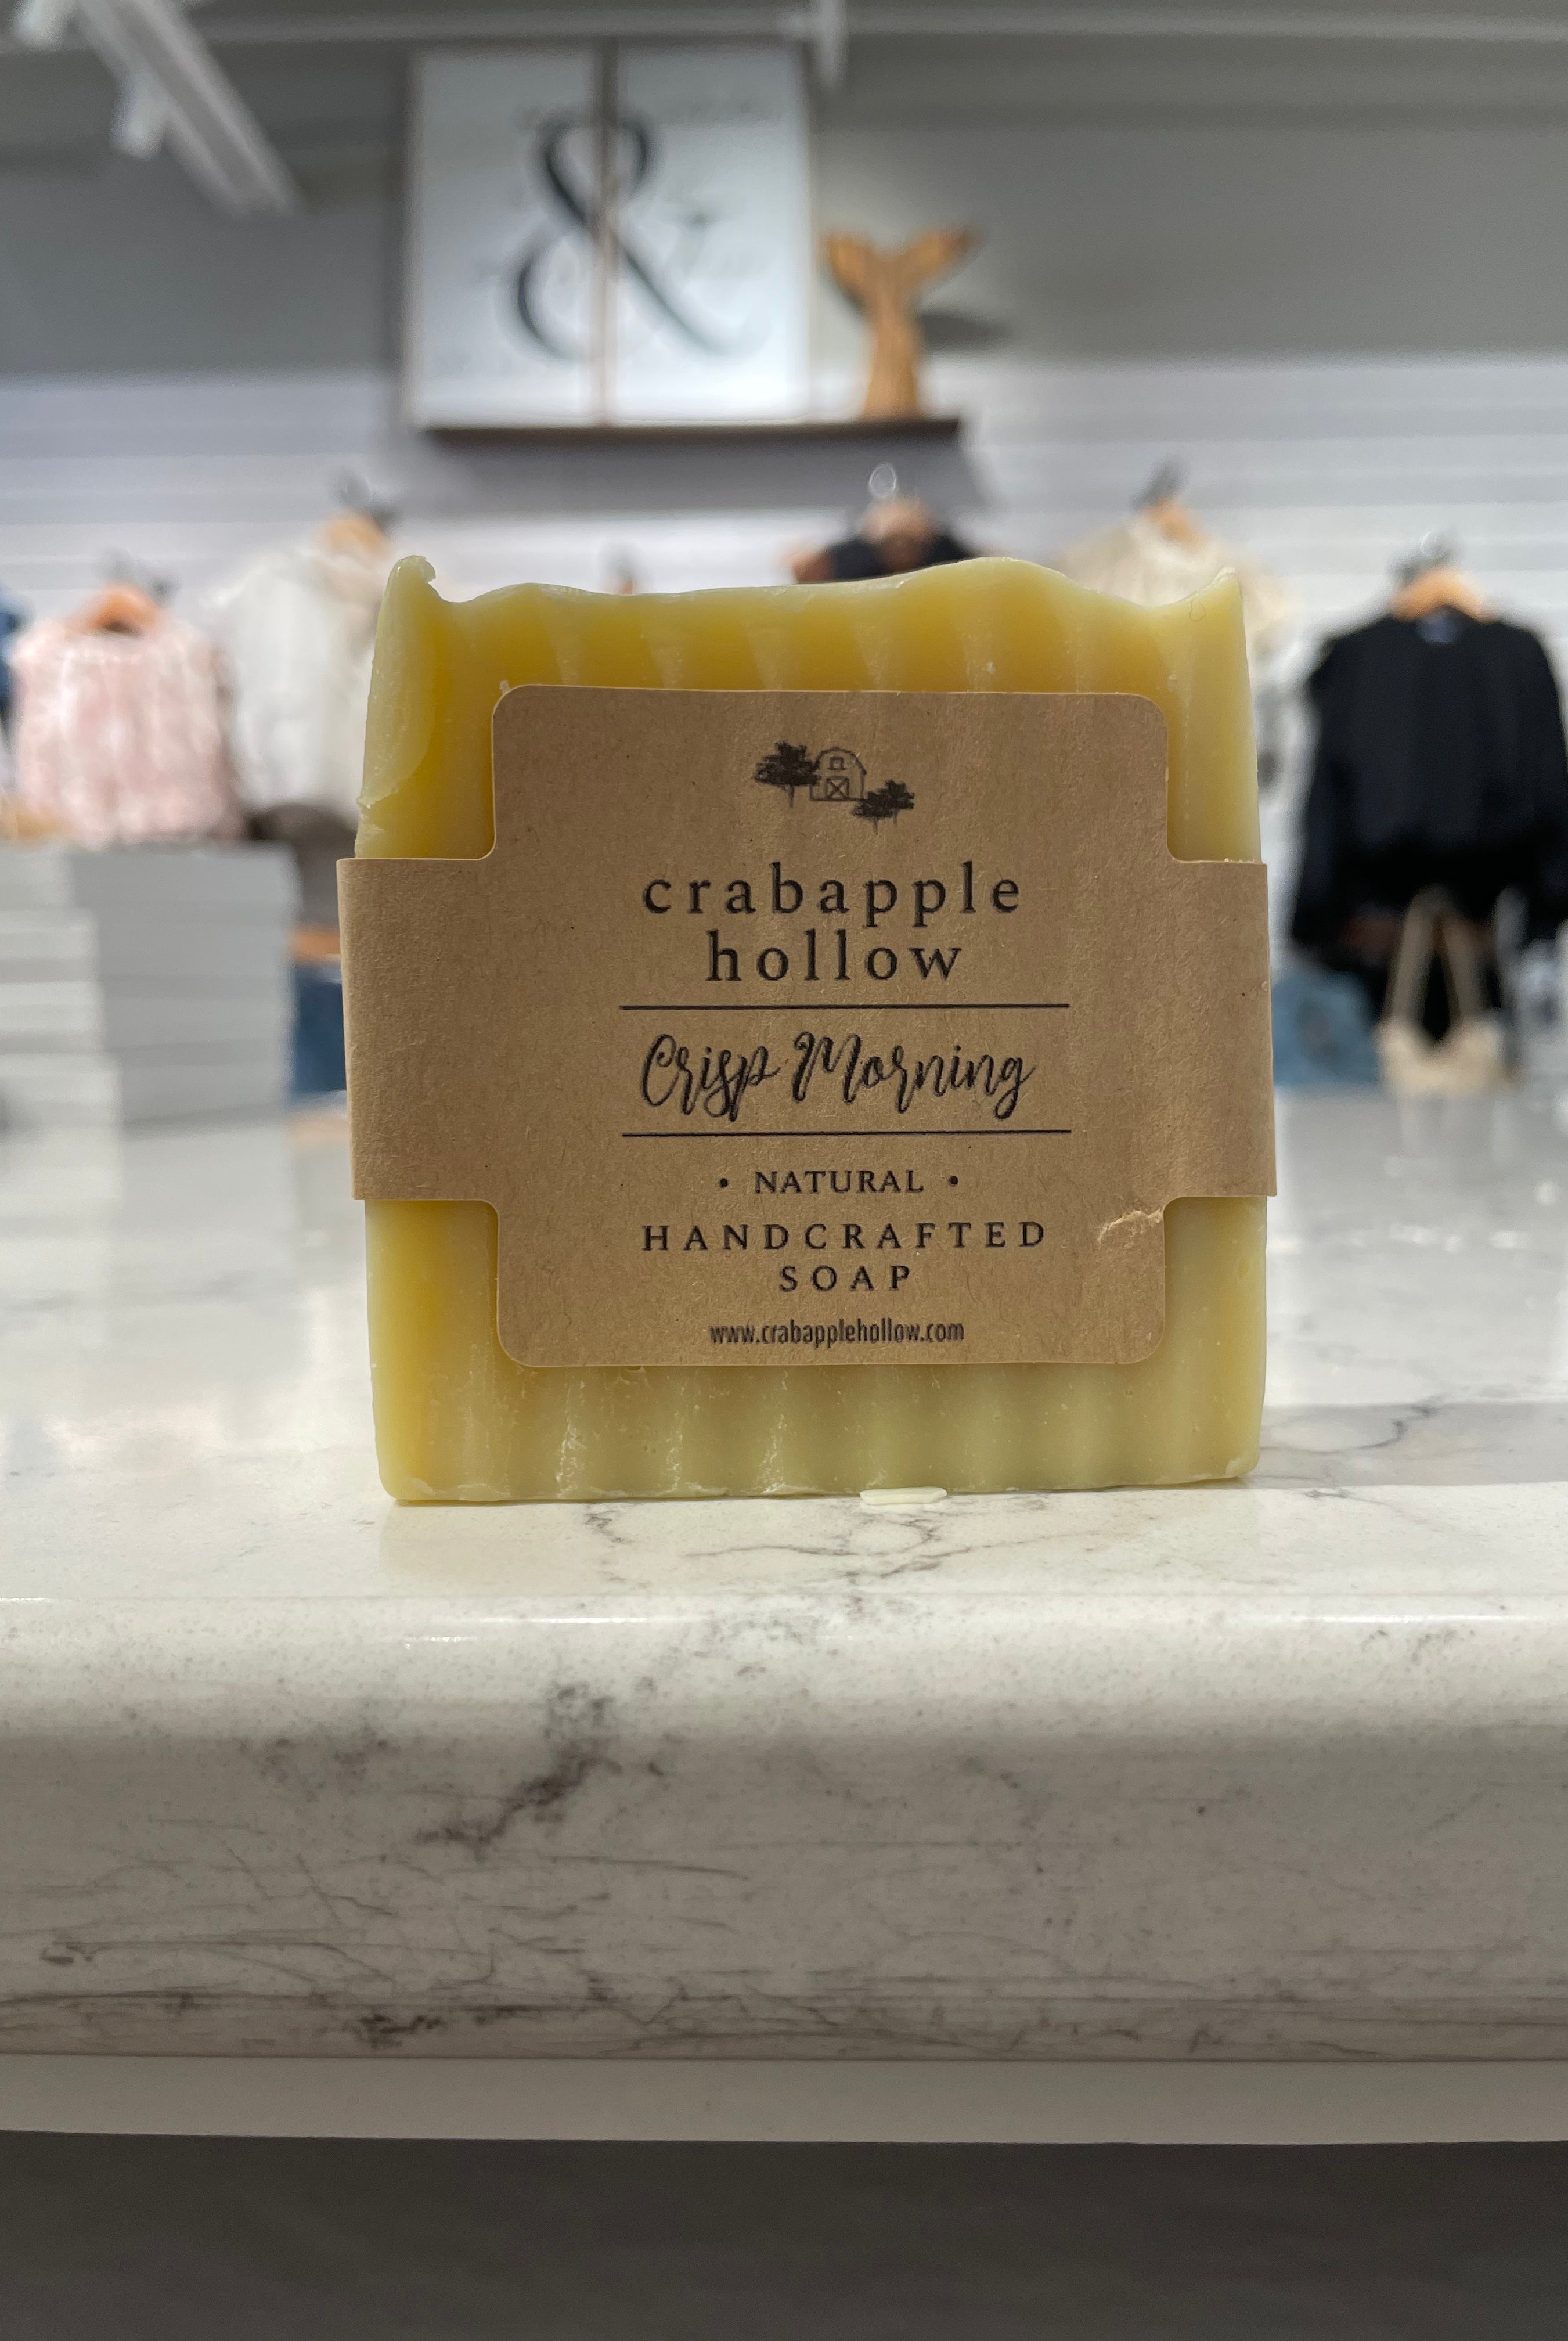 &
crabapple
hollow
Crisp Morning
• NATURAL •
HANDCRAFTED
SOAP
www.crabapplehollow.com